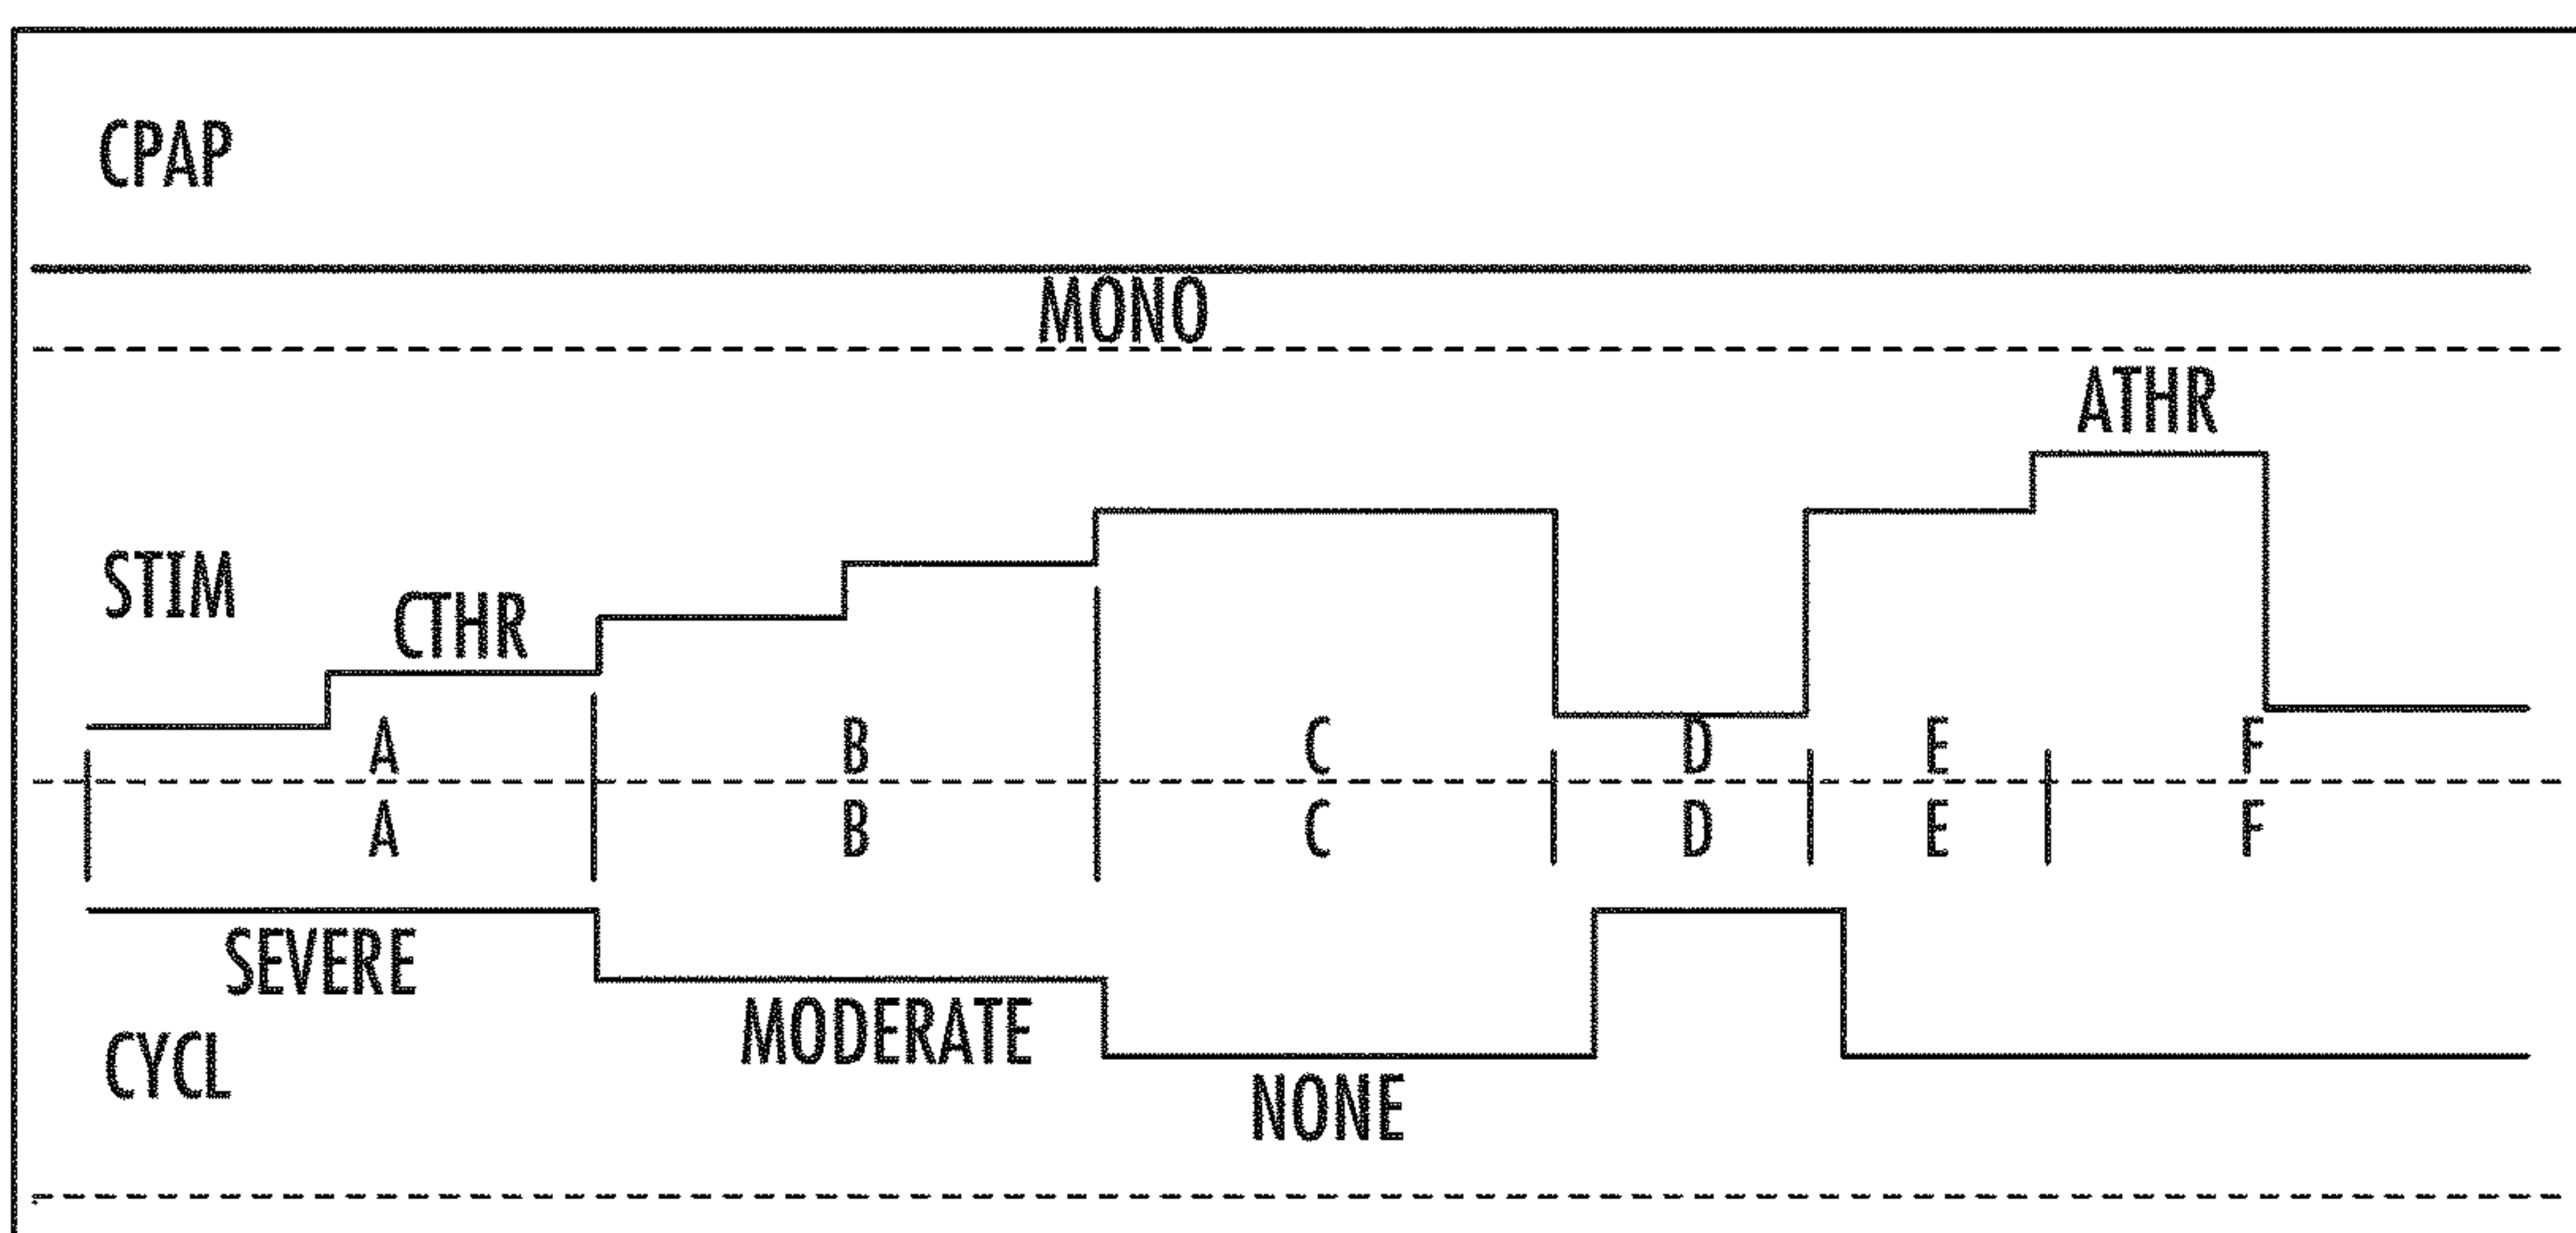 CPAP
MONO
ATHR
STIM
CTHR
A B C D E F
A B C D E F
SEVERE
MODERATE
CYCL
NONE